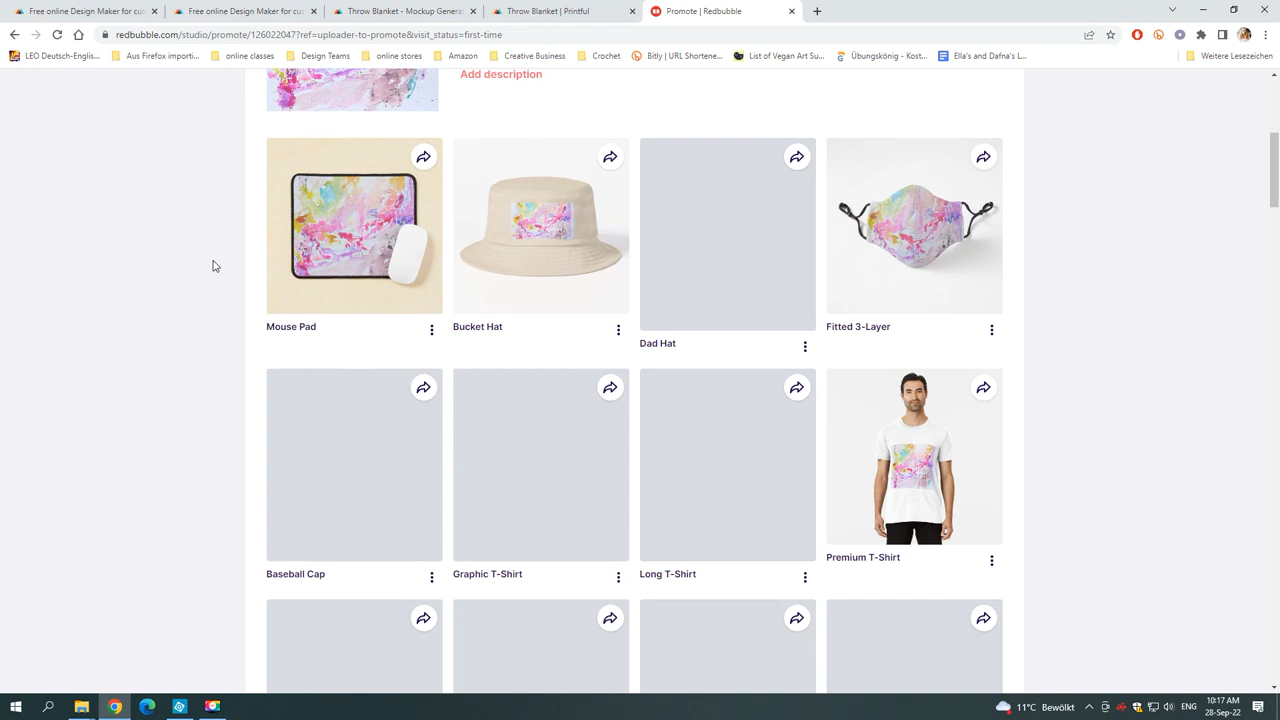 Free online Design Maker for cu:
Free online Design Maker for cu:
Throw Blanket - Mockup Generat
Throw Blanket | Printful
Promote | Redbubble
redbubble.com/studio/promote/126022047?ref=uploader-to-promote&visit_status=first-time
LEO Deutsch-Englis...
Aus Firefox importi...
online classes
Design Teams
online stores
Amazon
Creative Business
Crochet
Bitly | URL Shortene...
List of Vegan Art Su...
Übungskönig - Kost...
Ella's and Dafna's L...
Weitere Lesezeichen
Add description
Mouse Pad
Bucket Hat
Dad Hat
Fitted 3-Layer
Baseball Cap
Graphic T-Shirt
Long T-Shirt
Premium T-Shirt
11°C Bewölkt
ENG
10:17 AM
28-Sep-22